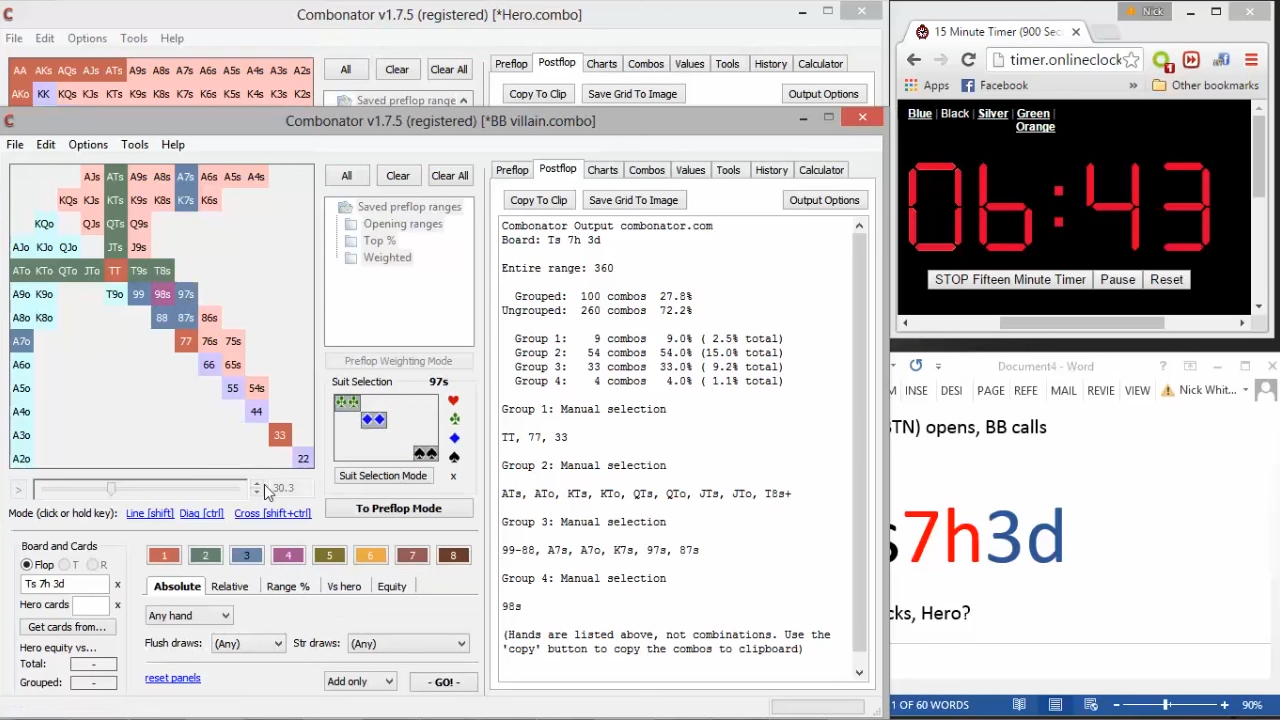 Combonator v1.7.5 (registered) [*Hero.combo]
File Edit Options Tools Help
AA AKs AQs AJs ATs A9s A8s A7s A6s A5s A4s A3s A2s
AKo KK KQs KJs KTs K9s K8s K7s K6s K5s K4s K3s K2s
All Clear Clear All
Saved preflop range
Preflop Postflop Charts Combos Values Tools History Calculator
Copy To Clip Save Grid To Image Output Options
Combonator v1.7.5 (registered) [*BB villain.combo]
File Edit Options Tools Help
AJs ATs A9s A8s A7s A6s A5s A4s
KQs KJs KTs K9s K8s K7s K6s
KQo QJs QTs Q9s
AJo KJo QJo JTs J9s
ATo KTo QTo JTo TT T9s T8s
A9o K9o T9o 99 98s 97s
A8o K8o 88 87s 86s
A7o 77 76s 75s
A6o 66 65s
A5o 55 54s
A4o 44
A3o 33
A2o 22
> 30.3
Mode (click or hold key): Line [shift] Diag [ctrl] Cross [shift+ctrl]
All Clear Clear All
Saved preflop ranges
Opening ranges
Top %
Weighted
Preflop Weighting Mode
Suit Selection 97s
x
Suit Selection Mode
To Preflop Mode
Board and Cards
Flop T R
Ts 7h 3d x
Hero cards x
Get cards from...
Hero equity vs...
Total: -
Grouped: -
1 2 3 4 5 6 7 8
Absolute Relative Range % Vs hero Equity
Any hand
Flush draws: (Any) Str draws: (Any)
reset panels
Add only - GO! -
Preflop Postflop Charts Combos Values Tools History Calculator
Copy To Clip Save Grid To Image Output Options
Combonator Output combonator.com
Board: Ts 7h 3d
Entire range: 360
Grouped: 100 combos 27.8%
Ungrouped: 260 combos 72.2%
Group 1: 9 combos 9.0% ( 2.5% total)
Group 2: 54 combos 54.0% (15.0% total)
Group 3: 33 combos 33.0% ( 9.2% total)
Group 4: 4 combos 4.0% ( 1.1% total)
Group 1: Manual selection
TT, 77, 33
Group 2: Manual selection
ATs, ATo, KTs, KTo, QTs, QTo, JTs, JTo, T8s+
Group 3: Manual selection
99-88, A7s, A7o, K7s, 97s, 87s
Group 4: Manual selection
98s
(Hands are listed above, not combinations. Use the
'copy' button to copy the combos to clipboard)
Nick
15 Minute Timer (900 Sec
timer.onlineclock
Apps Facebook » Other bookmarks
Blue | Black | Silver | Green |
Orange
06:43
STOP Fifteen Minute Timer Pause Reset
Document4 - Word
INSE DESI PAGE REFE MAIL REVIE VIEW Nick Whit...
BTN) opens, BB calls
s7h3d
cks, Hero?
1 OF 60 WORDS 90%